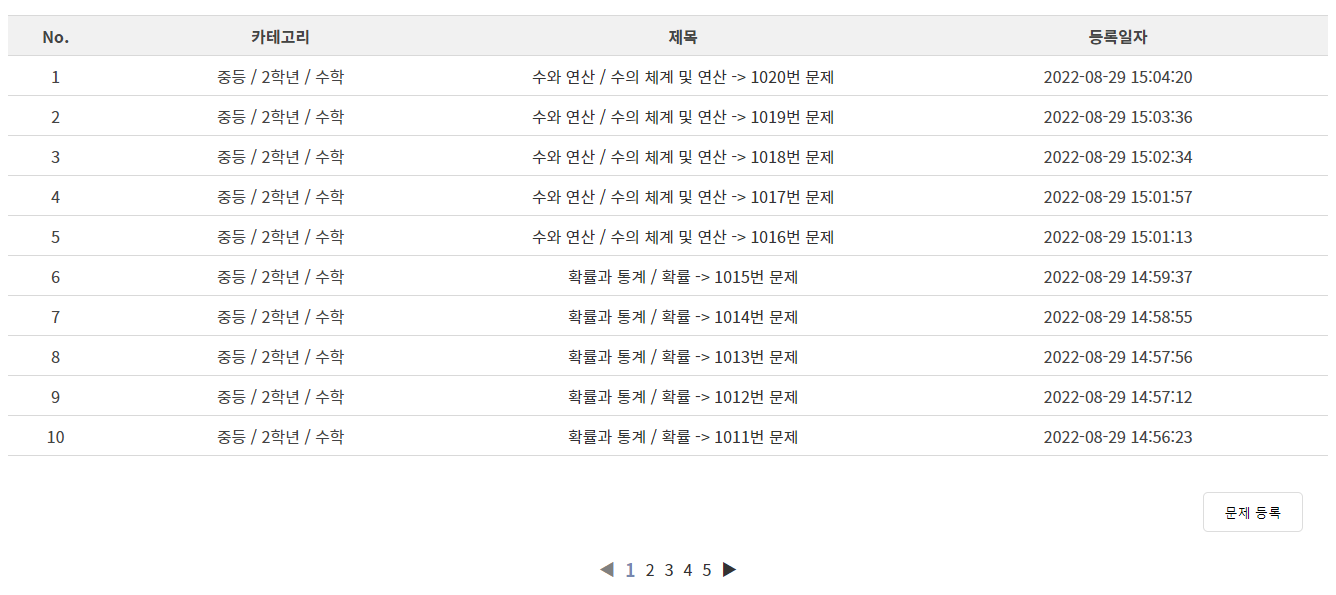 No. 카테고리 제목 등록일자
1 중등 / 2학년 / 수학 수와 연산 / 수의 체계 및 연산 -> 1020번 문제 2022-08-29 15:04:20
2 중등 / 2학년 / 수학 수와 연산 / 수의 체계 및 연산 -> 1019번 문제 2022-08-29 15:03:36
3 중등 / 2학년 / 수학 수와 연산 / 수의 체계 및 연산 -> 1018번 문제 2022-08-29 15:02:34
4 중등 / 2학년 / 수학 수와 연산 / 수의 체계 및 연산 -> 1017번 문제 2022-08-29 15:01:57
5 중등 / 2학년 / 수학 수와 연산 / 수의 체계 및 연산 -> 1016번 문제 2022-08-29 15:01:13
6 중등 / 2학년 / 수학 확률과 통계 / 확률 -> 1015번 문제 2022-08-29 14:59:37
7 중등 / 2학년 / 수학 확률과 통계 / 확률 -> 1014번 문제 2022-08-29 14:58:55
8 중등 / 2학년 / 수학 확률과 통계 / 확률 -> 1013번 문제 2022-08-29 14:57:56
9 중등 / 2학년 / 수학 확률과 통계 / 확률 -> 1012번 문제 2022-08-29 14:57:12
10 중등 / 2학년 / 수학 확률과 통계 / 확률 -> 1011번 문제 2022-08-29 14:56:23
문제 등록
◀ 1 2 3 4 5 ▶